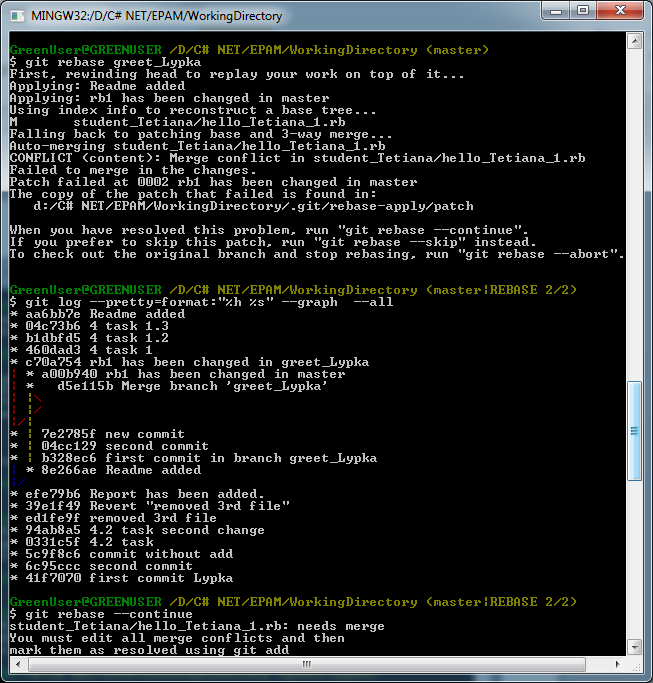 MINGW32:/D/C# NET/EPAM/WorkingDirectory
GreenUser@GREENUSER /D/C# NET/EPAM/WorkingDirectory (master)
$ git rebase greet_Lypka
First, rewinding head to replay your work on top of it...
Applying: Readme added
Applying: rb1 has been changed in master
Using index info to reconstruct a base tree...
M       student_Tetiana/hello_Tetiana_1.rb
Falling back to patching base and 3-way merge...
Auto-merging student_Tetiana/hello_Tetiana_1.rb
CONFLICT (content): Merge conflict in student_Tetiana/hello_Tetiana_1.rb
Failed to merge in the changes.
Patch failed at 0002 rb1 has been changed in master
The copy of the patch that failed is found in:
   d:/C# NET/EPAM/WorkingDirectory/.git/rebase-apply/patch
When you have resolved this problem, run "git rebase --continue".
If you prefer to skip this patch, run "git rebase --skip" instead.
To check out the original branch and stop rebasing, run "git rebase --abort".
GreenUser@GREENUSER /D/C# NET/EPAM/WorkingDirectory (master|REBASE 2/2)
$ git log --pretty=format:"%h %s" --graph  --all
* aa6bb7e Readme added
* 04c73b6 4 task 1.3
* b1dbfd5 4 task 1.2
* 460dad3 4 task 1
* c70a754 rb1 has been changed in greet_Lypka
| * a00b940 rb1 has been changed in master
| *   d5e115b Merge branch 'greet_Lypka'
| |\
| |/
|/|
* | 7e2785f new commit
* | 04cc129 second commit
* | b328ec6 first commit in branch greet_Lypka
| * 8e266ae Readme added
|/
* efe79b6 Report has been added.
* 39e1f49 Revert "removed 3rd file"
* ed1fe9f removed 3rd file
* 94ab8a5 4.2 task second change
* 0331c5f 4.2 task
* 5c9f8c6 commit without add
* 6c95ccc second commit
* 41f7070 first commit Lypka
GreenUser@GREENUSER /D/C# NET/EPAM/WorkingDirectory (master|REBASE 2/2)
$ git rebase --continue
student_Tetiana/hello_Tetiana_1.rb: needs merge
You must edit all merge conflicts and then
mark them as resolved using git add